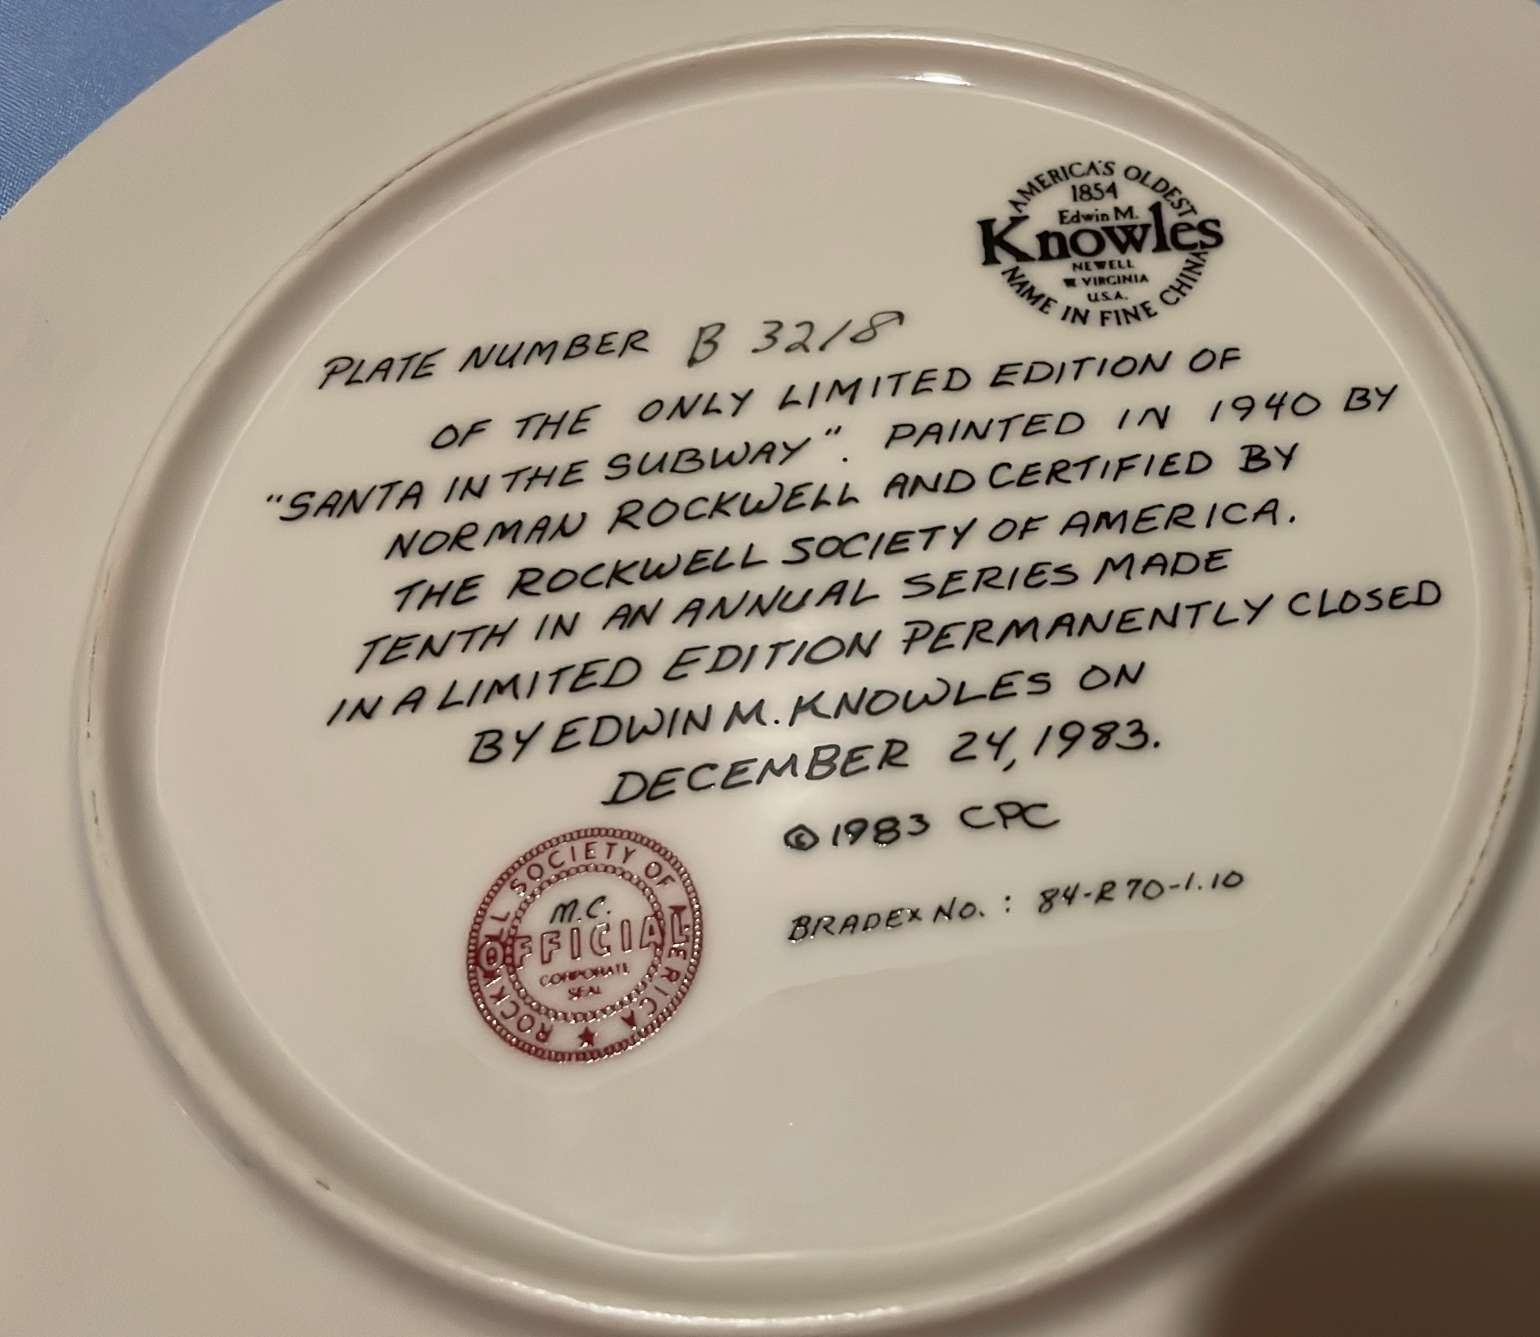 AMERICA'S OLDEST
1854
Edwin M.
Knowles
NEWELL
W VIRGINIA
U.S.A.
NAME IN FINE CHINA
PLATE NUMBER B 3218
OF THE ONLY LIMITED EDITION OF
"SANTA IN THE SUBWAY". PAINTED IN 1940 BY
NORMAN ROCKWELL AND CERTIFIED BY
THE ROCKWELL SOCIETY OF AMERICA.
TENTH IN AN ANNUAL SERIES MADE
IN A LIMITED EDITION PERMANENTLY CLOSED
BY EDWIN M. KNOWLES ON
DECEMBER 24, 1983.
© 1983 CPC
BRADEX NO.: 84-R70-1.10
ROCKWELL SOCIETY OF AMERICA
M.C.
OFFICIAL
CORPORATE
SEAL